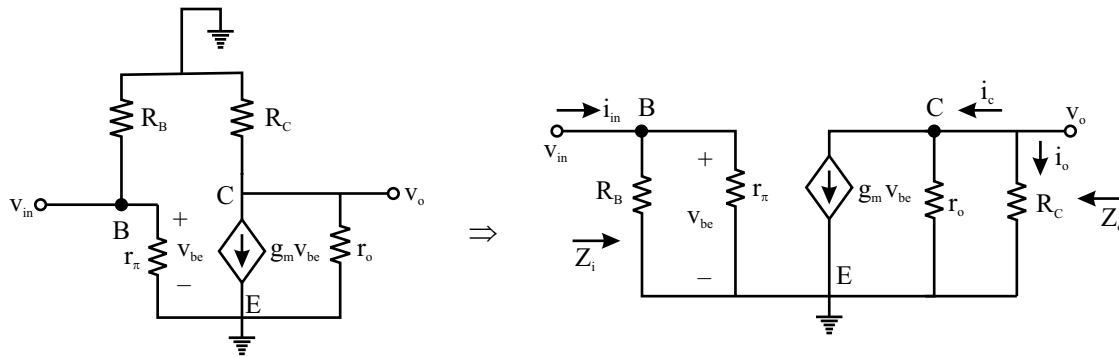 R_B
R_C
v_in
B
C
v_o
+
v_be
–
r_π
g_m v_be
r_o
E
⇒
i_in
B
v_in
R_B
Z_i
+
v_be
–
r_π
g_m v_be
E
C
i_c
v_o
i_o
r_o
R_C